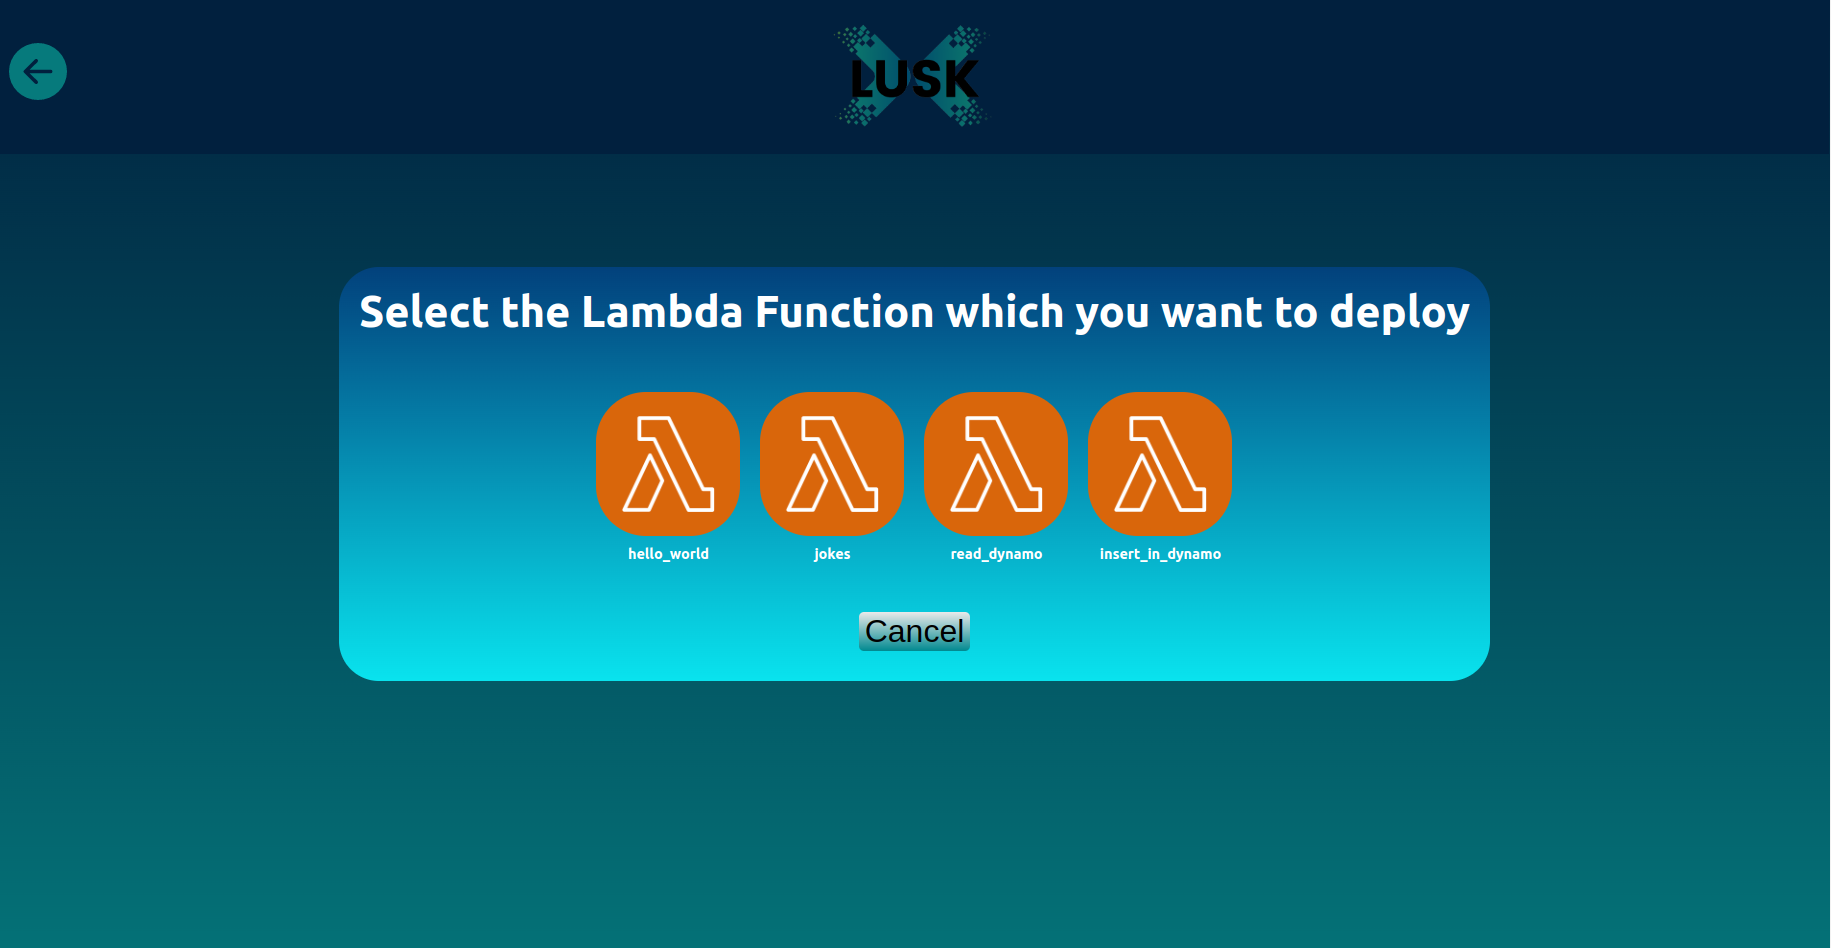 LUSK
Select the Lambda Function which you want to deploy
hello_world
jokes
read_dynamo
insert_in_dynamo
Cancel